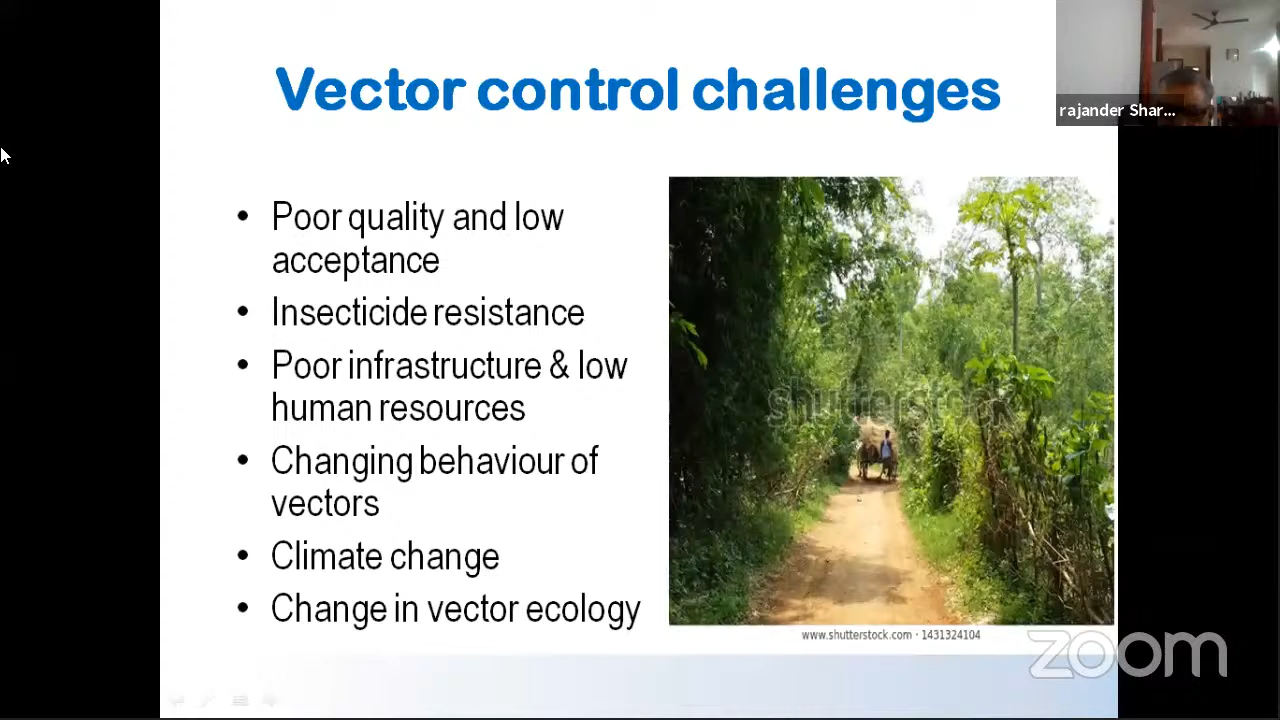 Vector control challenges
rajander Shar...
• Poor quality and low
acceptance
• Insecticide resistance
• Poor infrastructure & low
human resources
• Changing behaviour of
vectors
• Climate change
• Change in vector ecology
shutterstock
www.shutterstock.com · 1431324104
zoom